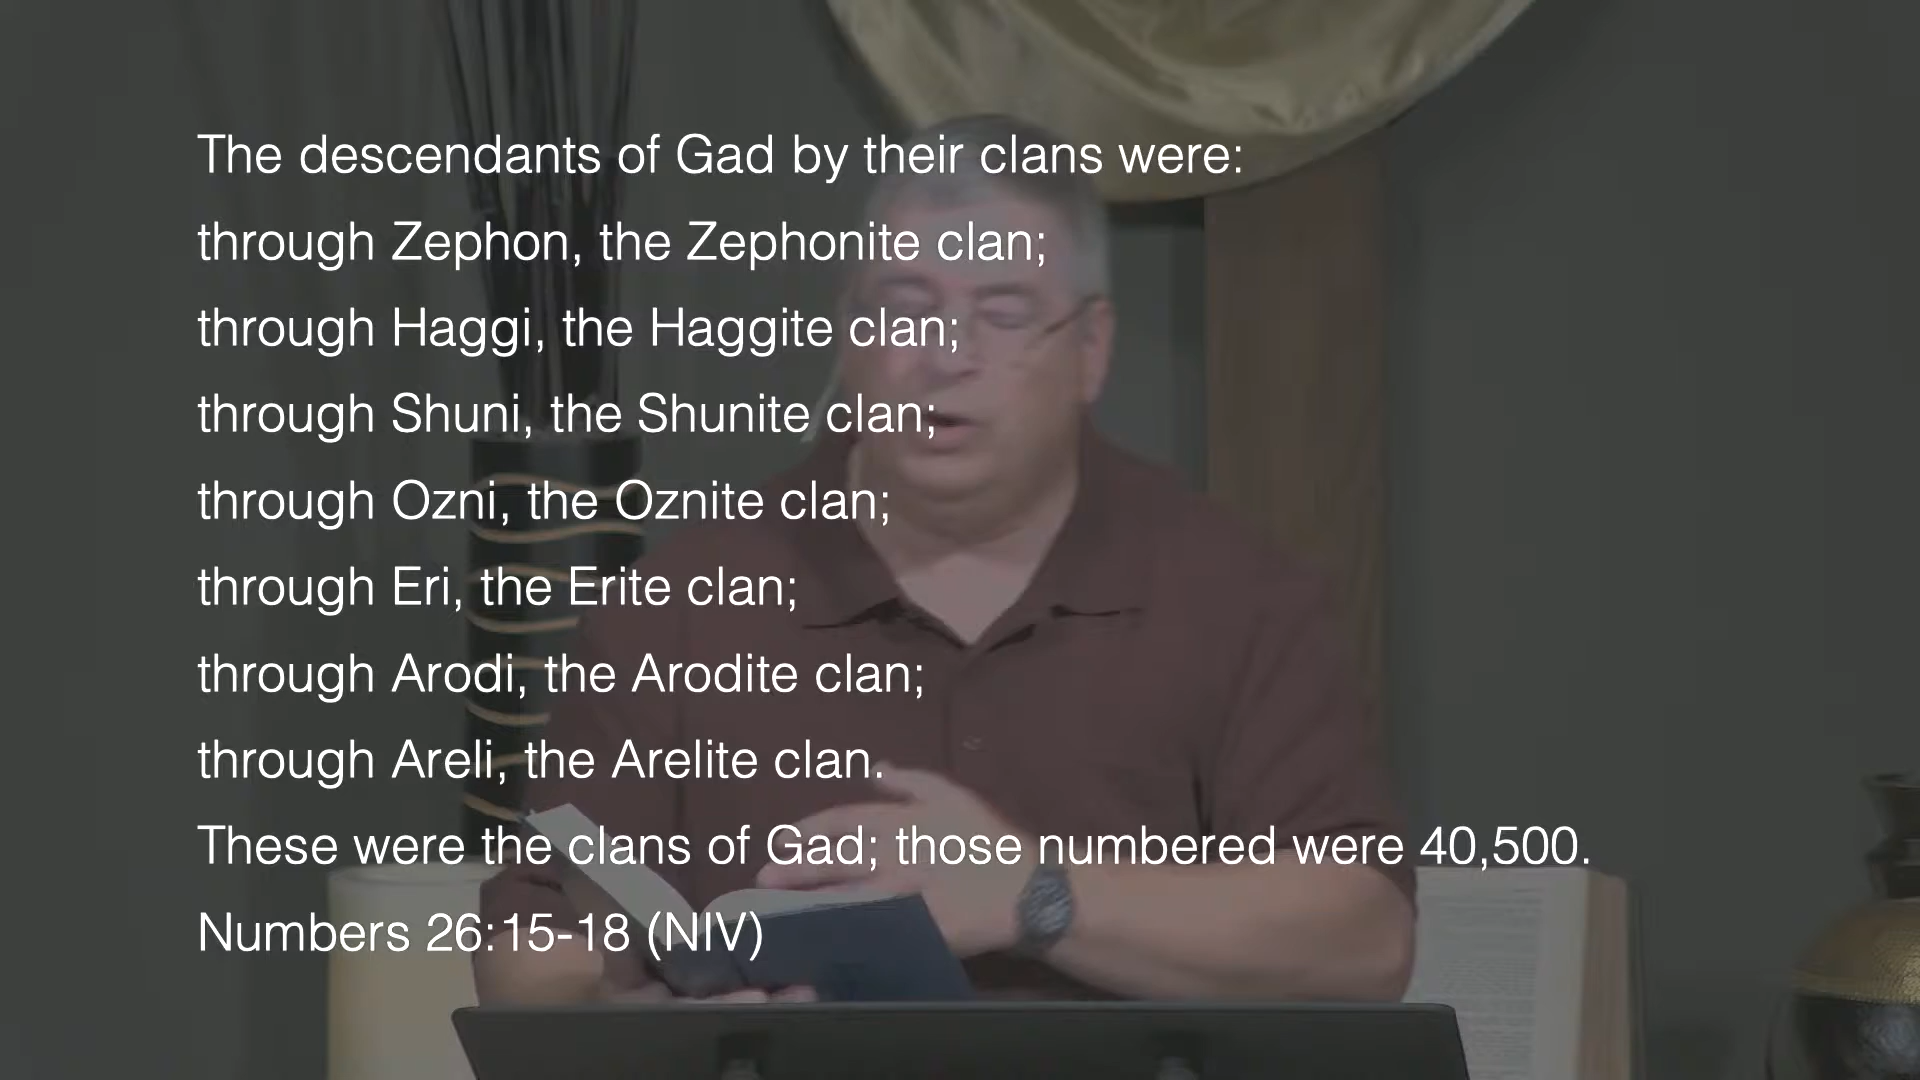 The descendants of Gad by their clans were:
through Zephon, the Zephonite clan;
through Haggi, the Haggite clan;
through Shuni, the Shunite clan;
through Ozni, the Oznite clan;
through Eri, the Erite clan;
through Arodi, the Arodite clan;
through Areli, the Arelite clan.
These were the clans of Gad; those numbered were 40,500.
Numbers 26:15-18 (NIV)